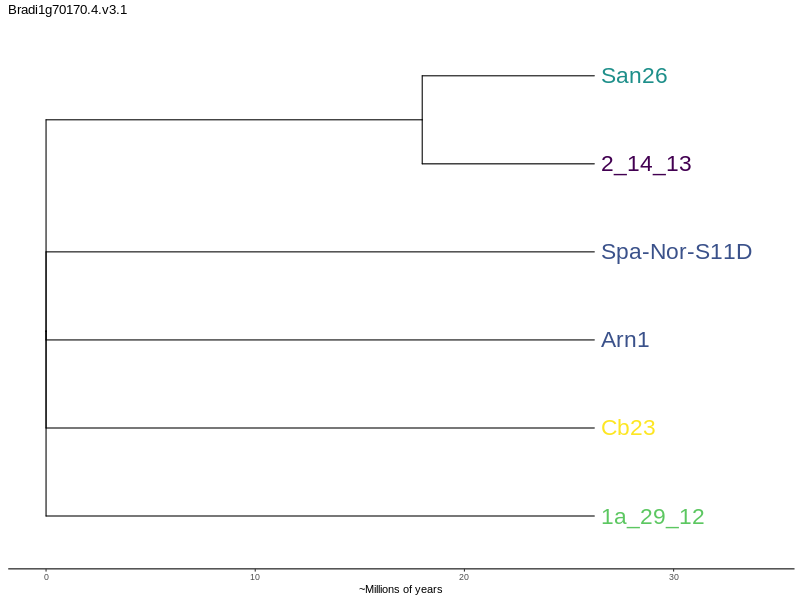 Bradi1g70170.4.v3.1
San26
2_14_13
Spa-Nor-S11D
Arn1
Cb23
1a_29_12
0 10 20 30
~Millions of years